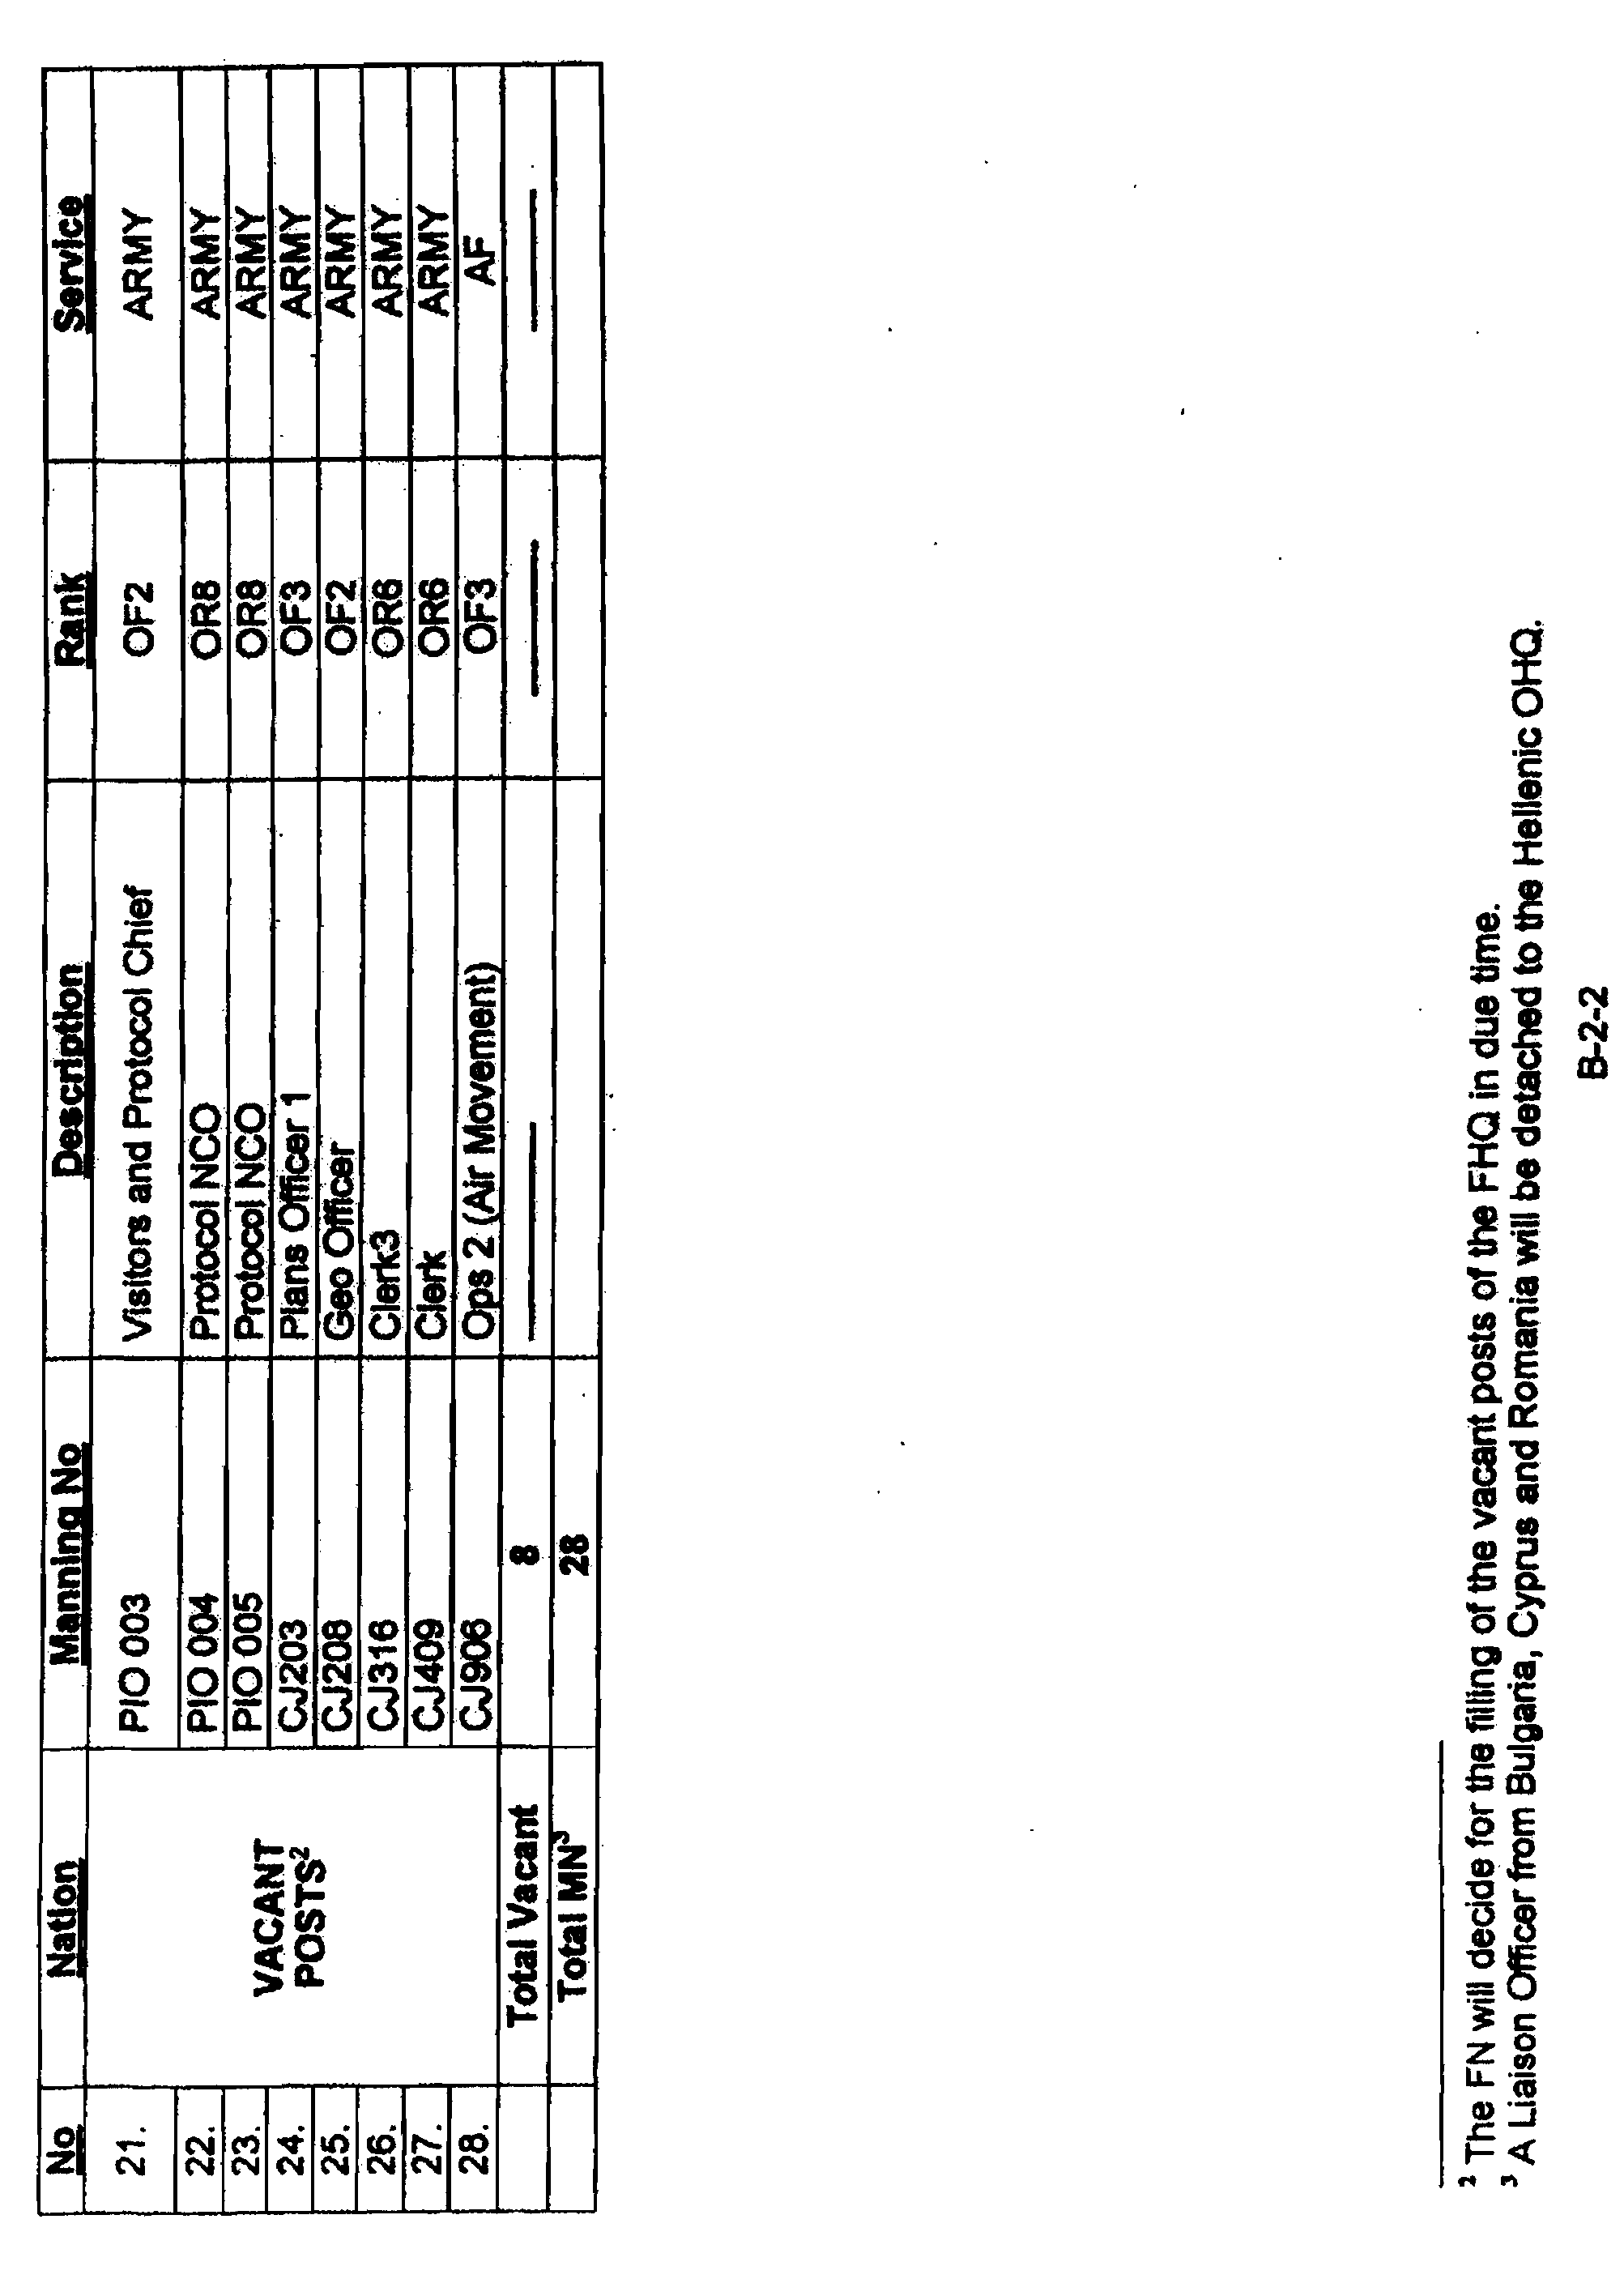 No Nation Manning No Description Rank Service
21. PIO 003 Visitors and Protocol Chief OF2 ARMY
22. PIO 004 Protocol NCO OR8 ARMY
23. PIO 005 Protocol NCO OR8 ARMY
24. VACANT CJ203 Plans Officer 1 OF3 ARMY
25. POSTS² CJ208 Geo Officer OF2 ARMY
26. CJ316 Clerk3 OR6 ARMY
27. CJ409 Clerk OR6 ARMY
28. CJ906 Ops 2 (Air Movement) OF3 AF
Total Vacant 8
Total MN³ 28
² The FN will decide for the filling of the vacant posts of the FHQ in due time.
³ A Liaison Officer from Bulgaria, Cyprus and Romania will be detached to the Hellenic OHQ.
B-2-2